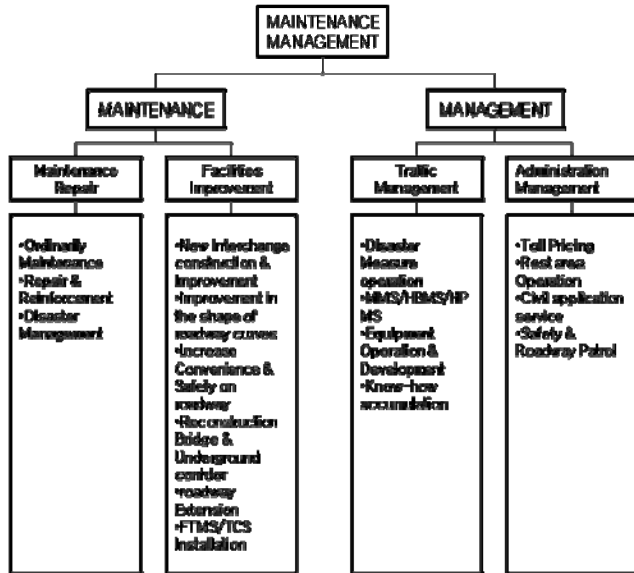 MAINTENANCE
MANAGEMENT
MAINTENANCE
MANAGEMENT
Maintenance
Repair
Facilities
Improvement
Traffic
Management
Administration
Management
•Ordinarily
Maintenance
•Repair &
Reinforcement
•Disaster
Management
•New Interchange
construction &
Improvement
•Improvement in
the shape of
roadway curves
•Increase
Convenience &
Safely on
roadway
•Reconstruction
Bridge &
Underground
•roadway
Extension
•FTMS/TCS
Installation
•Disaster
Measure
operation
•MMS/HBMS/HP
MS
•Equipment
Operation &
Development
•Know-how
accumulation
•Toll Pricing
•Rest area
Operation
•Civil application
service
•Safety &
Roadway Patrol